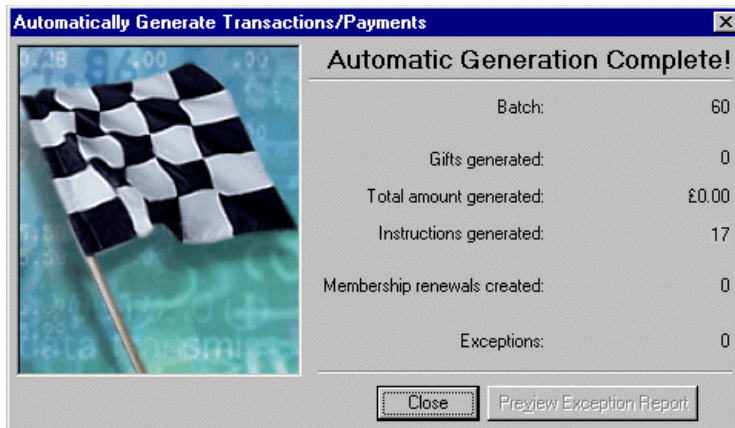 Automatically Generate Transactions/Payments
Automatic Generation Complete!
Batch: 60
Gifts generated: 0
Total amount generated: £0.00
Instructions generated: 17
Membership renewals created: 0
Exceptions: 0
Close Preview Exception Report